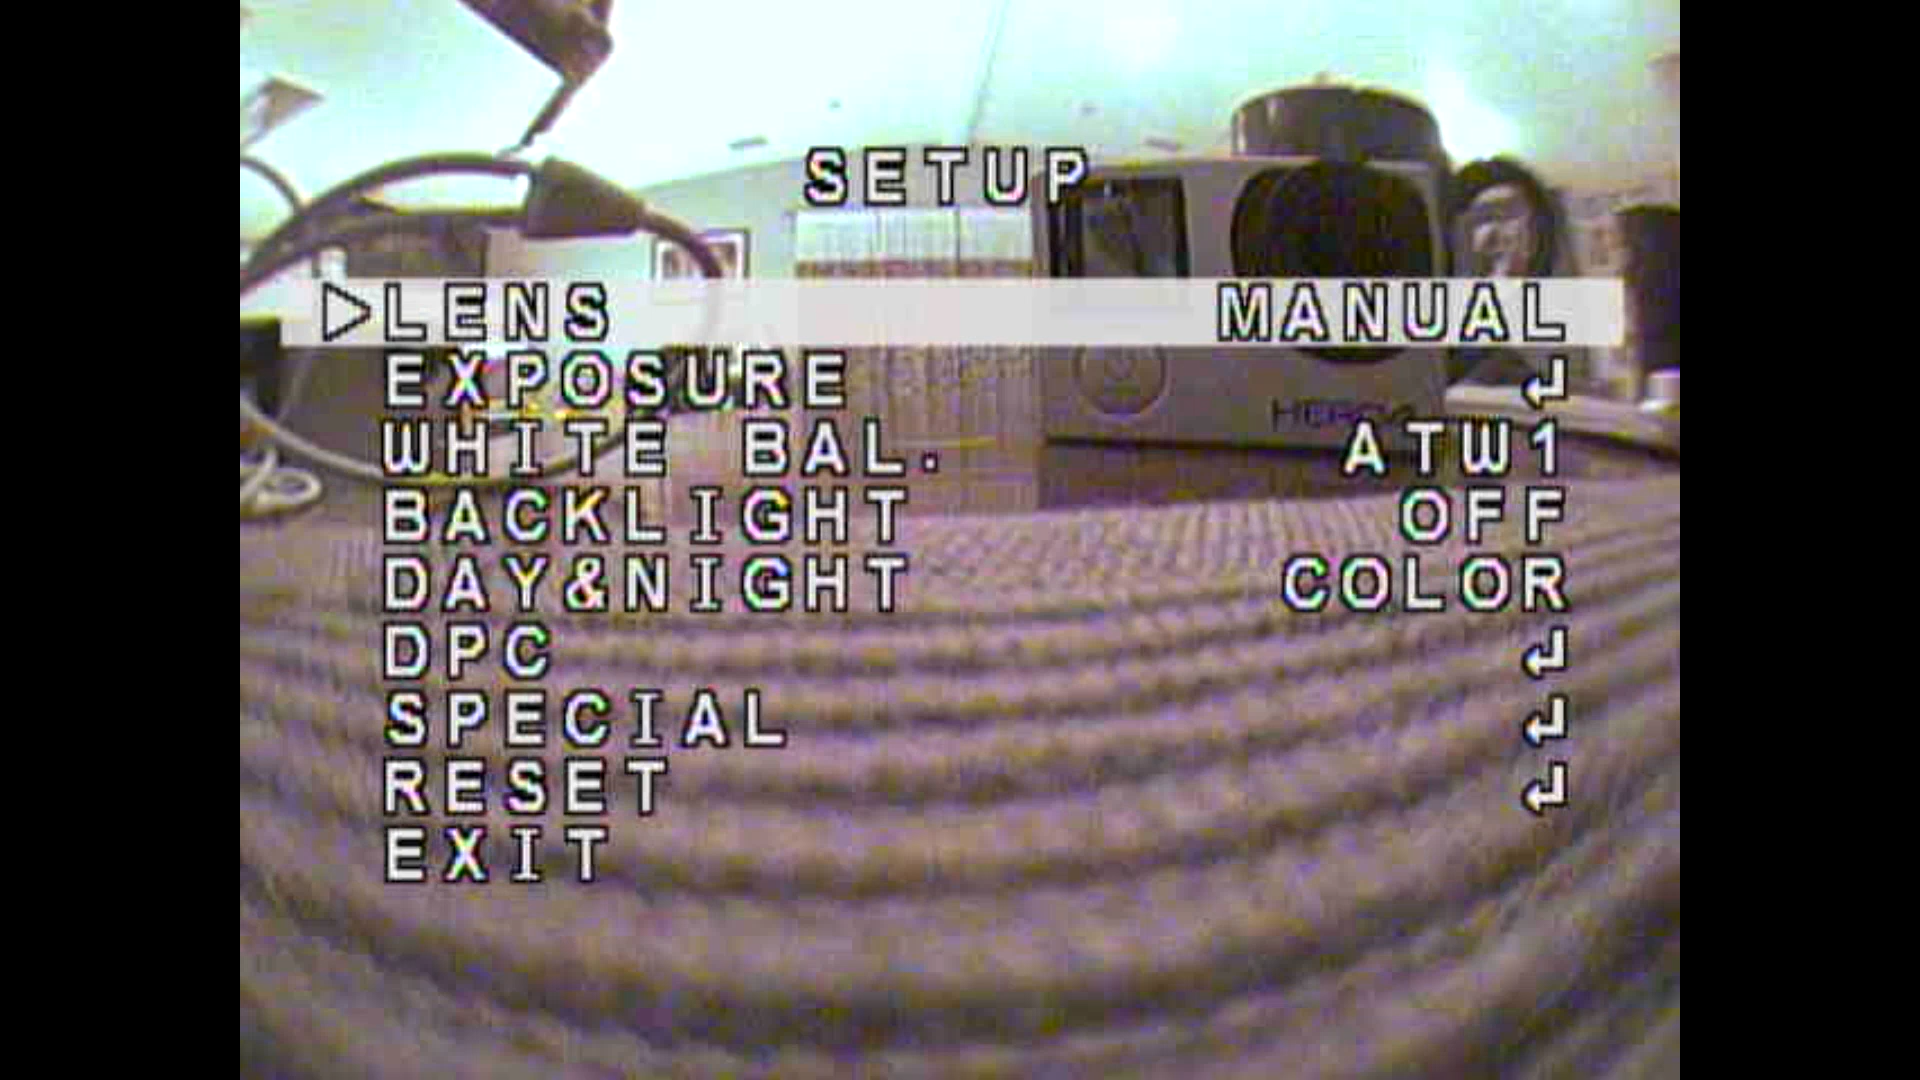 SETUP
▷LENS MANUAL
EXPOSURE ↲
WHITE BAL. ATW1
BACKLIGHT OFF
DAY&NIGHT COLOR
DPC ↲
SPECIAL ↲
RESET ↲
EXIT